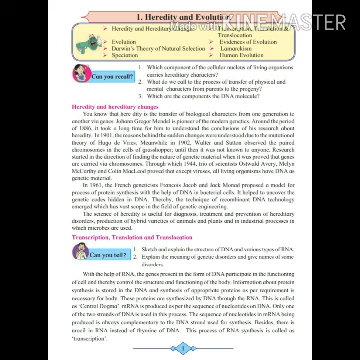 Made With KINEMASTER
1. Heredity and Evolution
➢ Heredity and Hereditary Changes
➢ Transcription, Translation & Translocation
➢ Evolution
➢ Evidences of Evolution
➢ Darwin's Theory of Natural Selection
➢ Lamarckism
➢ Speciation
➢ Human Evolution
Can you recall?
1. Which component of the cellular nucleus of living organisms
carries hereditary characters?
2. What do we call to the process of transfer of physical and
mental characters from parents to the progeny?
3. Which are the components of the DNA molecule?
Heredity and hereditary changes
You know that heredity is the transfer of biological characters from one generation to
another via genes. Johann Gregor Mendel is pioneer of the modern genetics. Around the period of
1886, it took a long time for him to understand the conclusions of his research about heredity.
In 1901, the reasons behind the sudden changes were understood due to the mutational
theory of Hugo de Vries. Meanwhile in 1902, Walter and Sutton observed the paired
chromosomes in the cells of grasshopper; until then it was not known to anyone. Research
started in the direction of finding the nature of genetic material when it was proved that genes
are carried via chromosomes. Through which 1944, trio of scientists Oswald Avery, Mclyn
McCarthy and Colin MacLeod proved that except viruses, all living organisms have DNA as
genetic material.
In 1961, the French geneticists Francois Jacob and Jack Monod proposed a model for
process of protein synthesis with the help of DNA in bacterial cells. It helped to uncover the
genetic codes hidden in DNA. Thereby, the technique of recombinant DNA technology
emerged which has vast scope in the field of genetic engineering.
The science of heredity is useful for diagnosis, treatment and prevention of hereditary
disorders, production of hybrid varieties of animals and plants and in industrial processes in
which microbes are used.
Transcription, Translation and Translocation
Can you tell?
1. Sketch and explain the structure of DNA and various types of RNA.
2. Explain the meaning of genetic disorders and give names of some
disorders.
With the help of RNA, the genes present in the form of DNA participate in the functioning
of cell and thereby control the structure and functioning of the body. Information about protein
synthesis is stored in the DNA and synthesis of appropriate proteins as per requirement is
necessary for body. These proteins are synthesized by DNA through the RNA. This is
called as 'Central Dogma'. mRNA is produced as per the sequence of nucleotides on DNA. Only one
of the two strands of DNA is used in this process. The sequence of nucleotides in mRNA being
produced is always complementary to the DNA strand used for synthesis. Besides, there is
uracil in RNA instead of thymine of DNA. This process of RNA synthesis is called as
'transcription'.
1